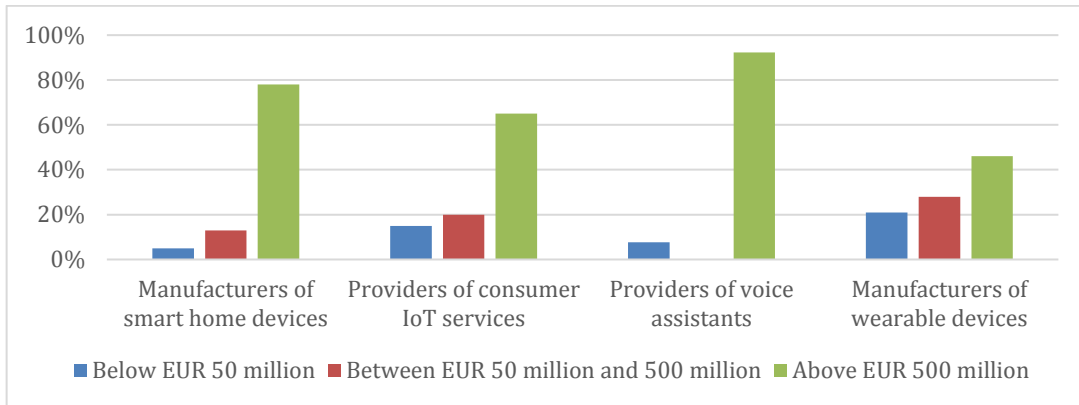 100%
80%
60%
40%
20%
0%
Manufacturers of
smart home devices
Providers of consumer
IoT services
Providers of voice
assistants
Manufacturers of
wearable devices
Below EUR 50 million
Between EUR 50 million and 500 million
Above EUR 500 million